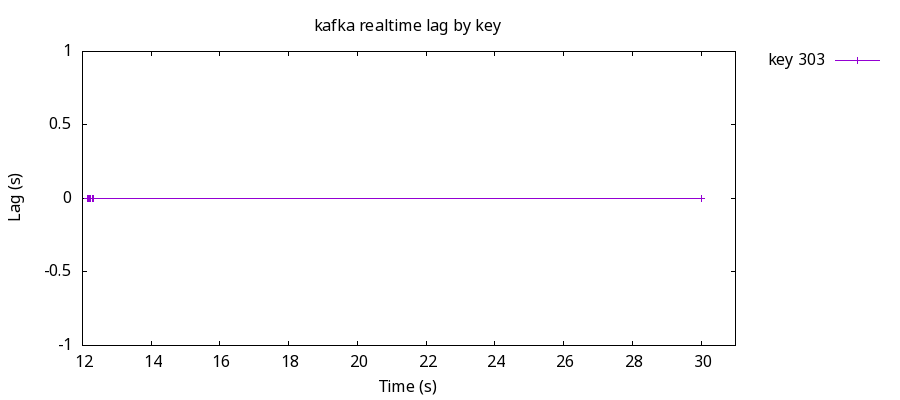 kafka realtime lag by key
key 303
1
0.5
0
-0.5
-1
Lag (s)
12 14 16 18 20 22 24 26 28 30
Time (s)